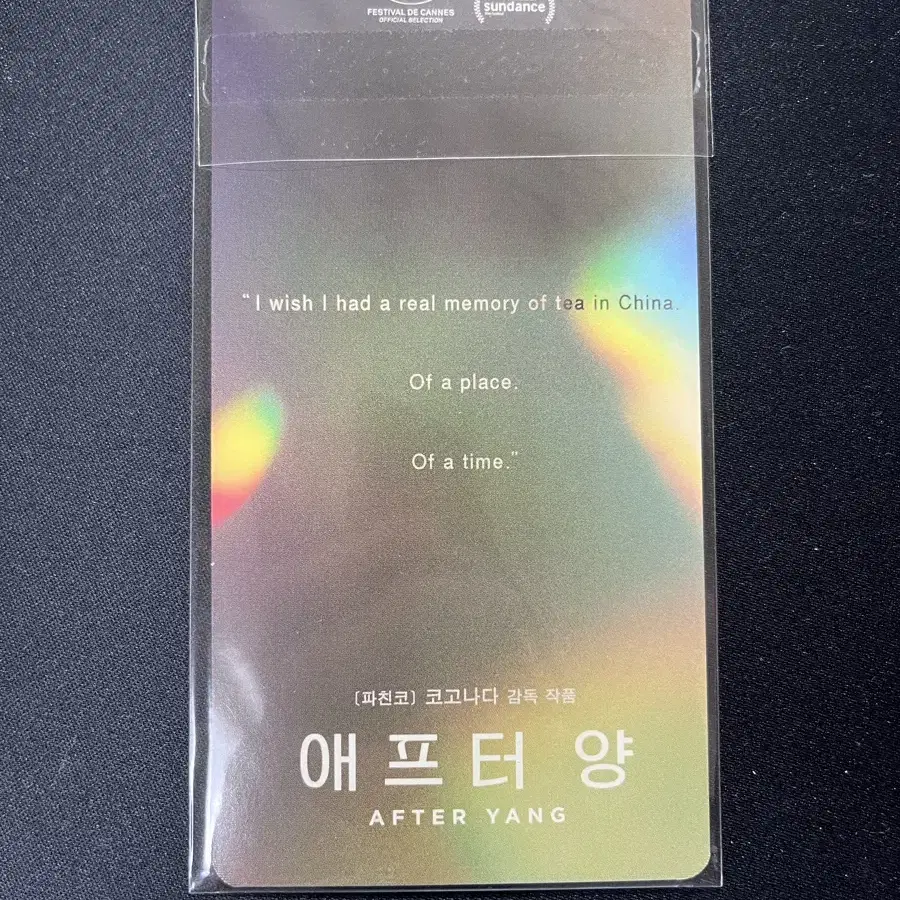 FESTIVAL DE CANNES
OFFICIAL SELECTION
sundance
“I wish I had a real memory of tea in China.
Of a place.
Of a time.”
[파친코] 코고나다 감독 작품
애프터 양
AFTER YANG